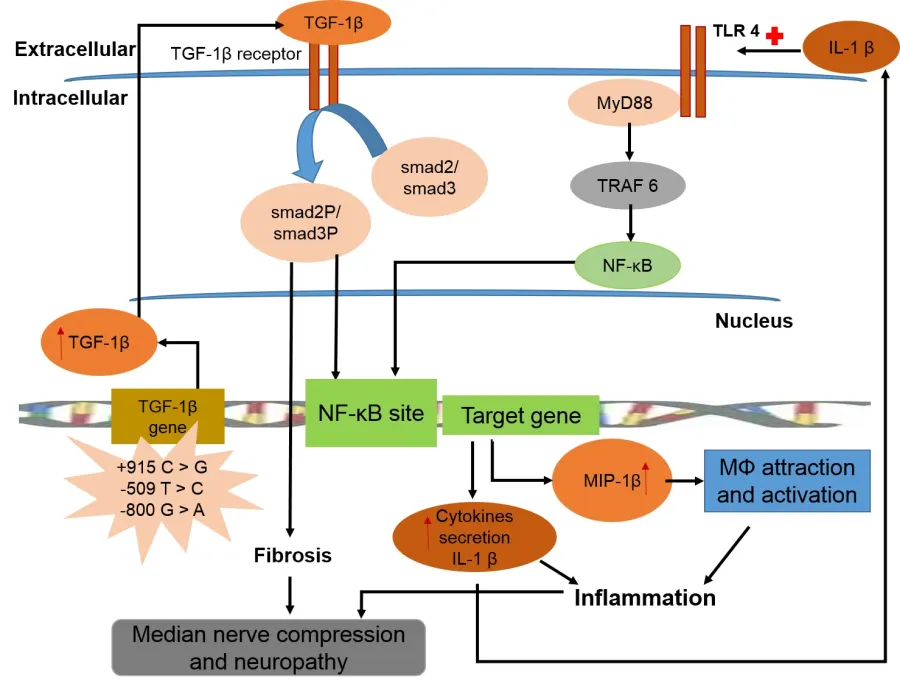 TGF-1β
Extracellular
TGF-1β receptor
TLR 4
IL-1 β
Intracellular
MyD88
smad2/
smad3
TRAF 6
smad2P/
smad3P
NF-κB
Nucleus
TGF-1β
TGF-1β
gene
NF-κB site
Target gene
+915 C > G
-509 T > C
-800 G > A
MIP-1β
MΦ attraction
and activation
Cytokines
secretion
IL-1 β
Fibrosis
Inflammation
Median nerve compression
and neuropathy